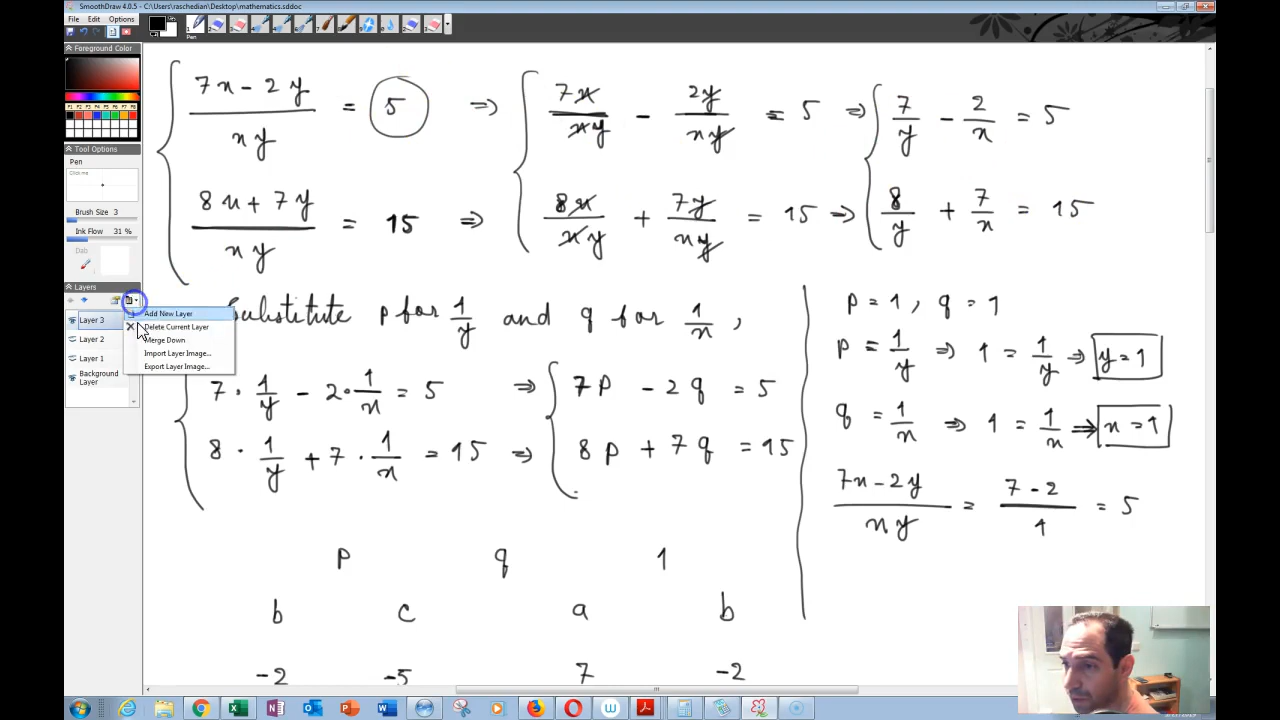 SmoothDraw 4.0.5 - C:\Users\raschedian\Desktop\mathematics.sddoc
File Edit Options
Pen
Foreground Color
Tool Options
Pen
Click me
Brush Size 3
Ink Flow 31 %
Dab
Layers
Layer 3
Layer 2
Layer 1
Background Layer
Add New Layer
Delete Current Layer
Merge Down
Import Layer Image...
Export Layer Image...
(7x - 2y)/(xy) = 5 ⇒ 7x/xy - 2y/xy = 5 ⇒ 7/y - 2/x = 5
(8x + 7y)/(xy) = 15 ⇒ 8x/xy + 7y/xy = 15 ⇒ 8/y + 7/x = 15
Substitute p for 1/y and q for 1/x,
7 · 1/y - 2 · 1/x = 5 ⇒ 7p - 2q = 5
8 · 1/y + 7 · 1/x = 15 ⇒ 8p + 7q = 15
p q 1
b c a b
-2 -5 7 -2
p = 1, q = 1
p = 1/y ⇒ 1 = 1/y ⇒ y = 1
q = 1/x ⇒ 1 = 1/x ⇒ x = 1
(7x - 2y)/(xy) = (7 - 2)/1 = 5